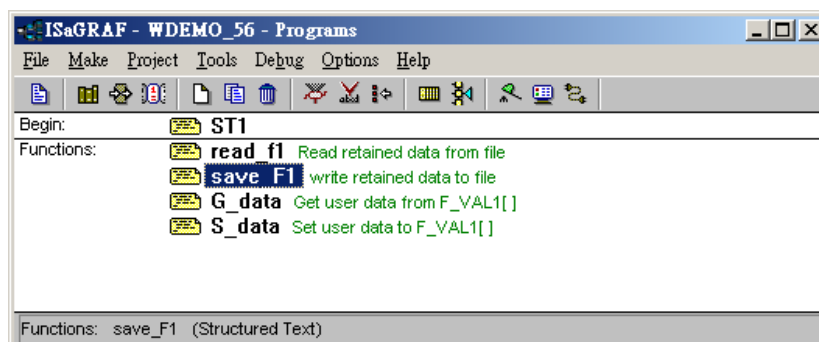 ISaGRAF - WDEMO_56 - Programs
File Make Project Tools Debug Options Help
Begin: ST1
Functions: read_f1 Read retained data from file
save_F1 write retained data to file
G_data Get user data from F_VAL1[ ]
S_data Set user data to F_VAL1[ ]
Functions: save_F1 (Structured Text)